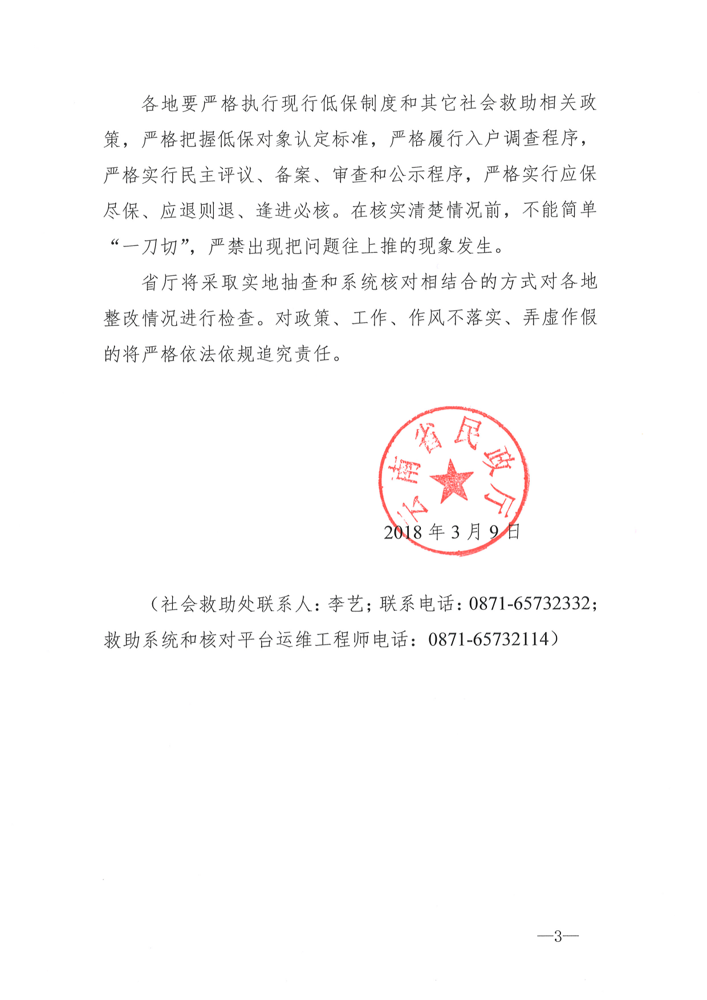 各地要严格执行现行低保制度和其它社会救助相关政
策，严格把握低保对象认定标准，严格履行入户调查程序，
严格实行民主评议、备案、审查和公示程序，严格实行应保
尽保、应退则退、逢进必核。在核实清楚情况前，不能简单
“一刀切”，严禁出现把问题往上推的现象发生。
省厅将采取实地抽查和系统核对相结合的方式对各地
整改情况进行检查。对政策、工作、作风不落实、弄虚作假
的将严格依法依规追究责任。
云南省民政厅
2018 年 3 月 9 日
（社会救助处联系人：李艺；联系电话：0871-65732332；
救助系统和核对平台运维工程师电话：0871-65732114）
—3—